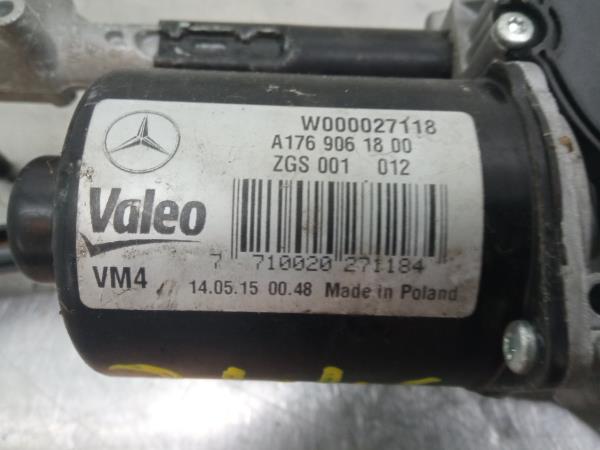 W000027118
A176 906 18 00
ZGS 001 012
Valeo
7 710020 271184
VM4 14.05.15 00.48 Made in Poland